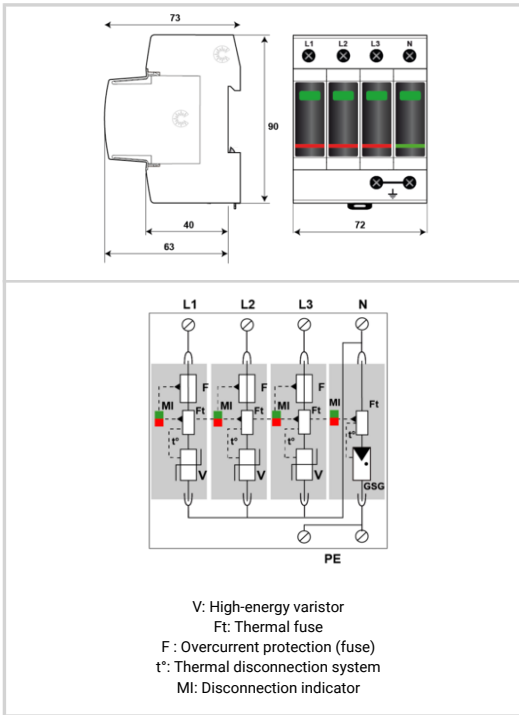 73
L1 L2 L3 N
C
C
90
40
63
72
L1 L2 L3 N
F F F
MI Ft MI Ft MI Ft MI Ft
t° t° t° t°
V V V GSG
PE
V: High-energy varistor
Ft: Thermal fuse
F : Overcurrent protection (fuse)
t°: Thermal disconnection system
MI: Disconnection indicator